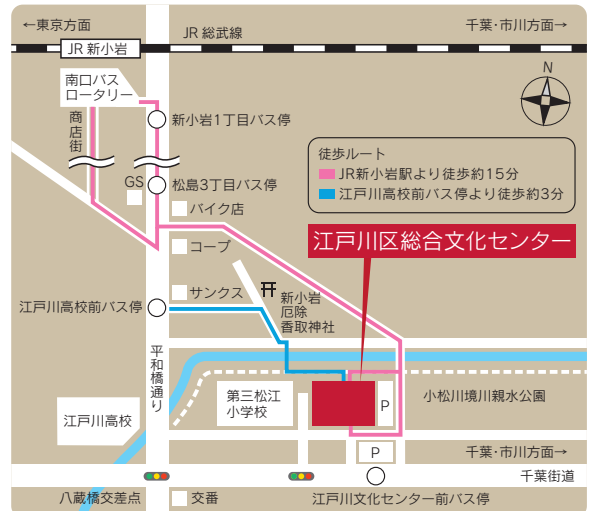 ←東京方面
JR 総武線
千葉・市川方面→
JR 新小岩
南口バス
ロータリー
N
商店街
新小岩1丁目バス停
徒歩ルート
JR新小岩駅より徒歩約15分
江戸川高校前バス停より徒歩約3分
GS
松島3丁目バス停
バイク店
江戸川区総合文化センター
コープ
サンクス
新小岩
厄除
香取神社
江戸川高校前バス停
平和橋通り
第三松江
小学校
P
小松川境川親水公園
江戸川高校
P
千葉・市川方面→
千葉街道
八蔵橋交差点
交番
江戸川文化センター前バス停